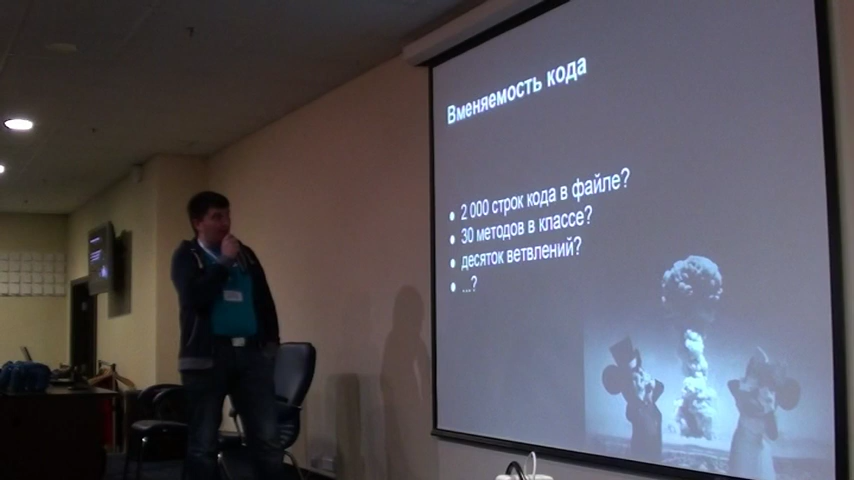 Вменяемость кода
2 000 строк кода в файле?
30 методов в классе?
десяток ветвлений?
...?